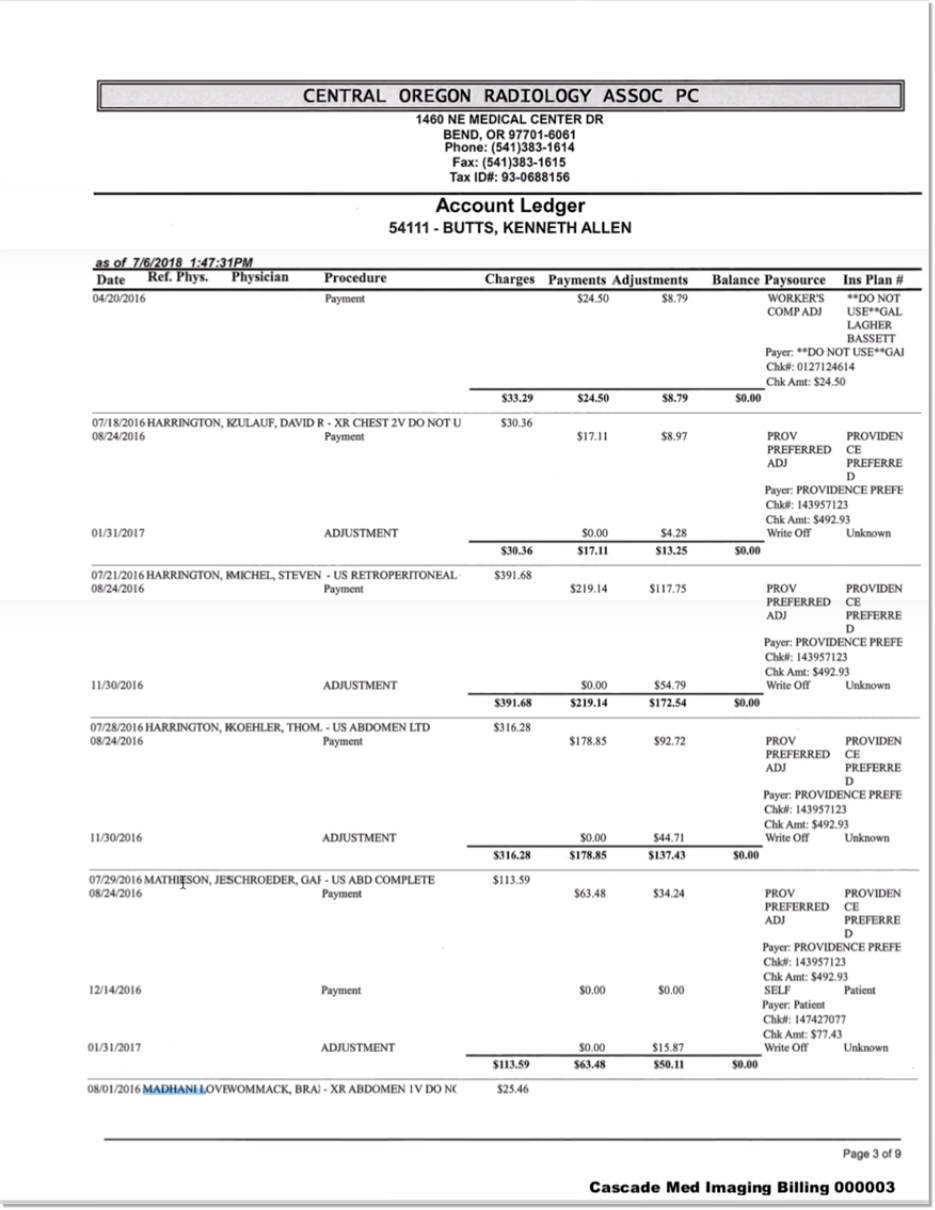 CENTRAL OREGON RADIOLOGY ASSOC PC
1460 NE MEDICAL CENTER DR
BEND, OR 97701-6061
Phone: (541)383-1614
Fax: (541)383-1615
Tax ID#: 93-0688156
Account Ledger
54111 - BUTTS, KENNETH ALLEN
as of 7/6/2018 1:47:31PM
Date Ref. Phys. Physician Procedure Charges Payments Adjustments Balance Paysource Ins Plan #
04/20/2016 Payment $24.50 $8.79 WORKER'S **DO NOT
COMP ADJ USE**GAL
LAGHER
BASSETT
Payer: **DO NOT USE**GAI
Chk#: 0127124614
Chk Amt: $24.50
$33.29 $24.50 $8.79 $0.00
07/18/2016 HARRINGTON, KZULAUF, DAVID R - XR CHEST 2V DO NOT U $30.36
08/24/2016 Payment $17.11 $8.97 PROV PROVIDEN
PREFERRED CE
ADJ PREFERRE
D
Payer: PROVIDENCE PREFE
Chk#: 143957123
Chk Amt: $492.93
01/31/2017 ADJUSTMENT $0.00 $4.28 Write Off Unknown
$30.36 $17.11 $13.25 $0.00
07/21/2016 HARRINGTON, KMICHEL, STEVEN - US RETROPERITONEAL $391.68
08/24/2016 Payment $219.14 $117.75 PROV PROVIDEN
PREFERRED CE
ADJ PREFERRE
D
Payer: PROVIDENCE PREFE
Chk#: 143957123
Chk Amt: $492.93
11/30/2016 ADJUSTMENT $0.00 $54.79 Write Off Unknown
$391.68 $219.14 $172.54 $0.00
07/28/2016 HARRINGTON, KKOEHLER, THOM. - US ABDOMEN LTD $316.28
08/24/2016 Payment $178.85 $92.72 PROV PROVIDEN
PREFERRED CE
ADJ PREFERRE
D
Payer: PROVIDENCE PREFE
Chk#: 143957123
Chk Amt: $492.93
11/30/2016 ADJUSTMENT $0.00 $44.71 Write Off Unknown
$316.28 $178.85 $137.43 $0.00
07/29/2016 MATHIESON, JESCHROEDER, GAF - US ABD COMPLETE $113.59
08/24/2016 Payment $63.48 $34.24 PROV PROVIDEN
PREFERRED CE
ADJ PREFERRE
D
Payer: PROVIDENCE PREFE
Chk#: 143957123
Chk Amt: $492.93
12/14/2016 Payment $0.00 $0.00 SELF Patient
Payer: Patient
Chk#: 147427077
Chk Amt: $77.43
01/31/2017 ADJUSTMENT $0.00 $15.87 Write Off Unknown
$113.59 $63.48 $50.11 $0.00
08/01/2016 MADHANI LOVEWOMMACK, BRAI - XR ABDOMEN 1V DO NC $25.46
Page 3 of 9
Cascade Med Imaging Billing 000003